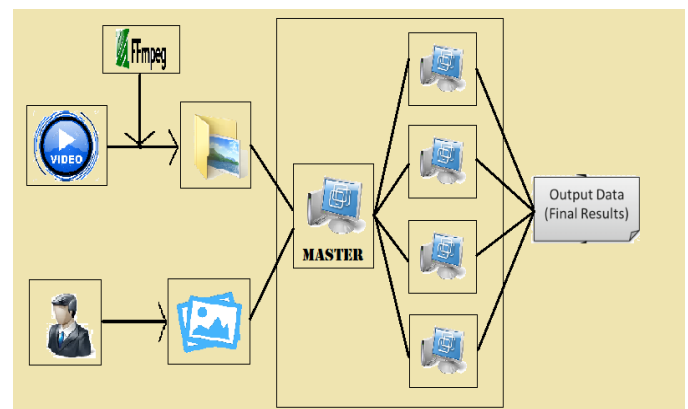 FFmpeg
VIDEO
MASTER
Output Data
(Final Results)